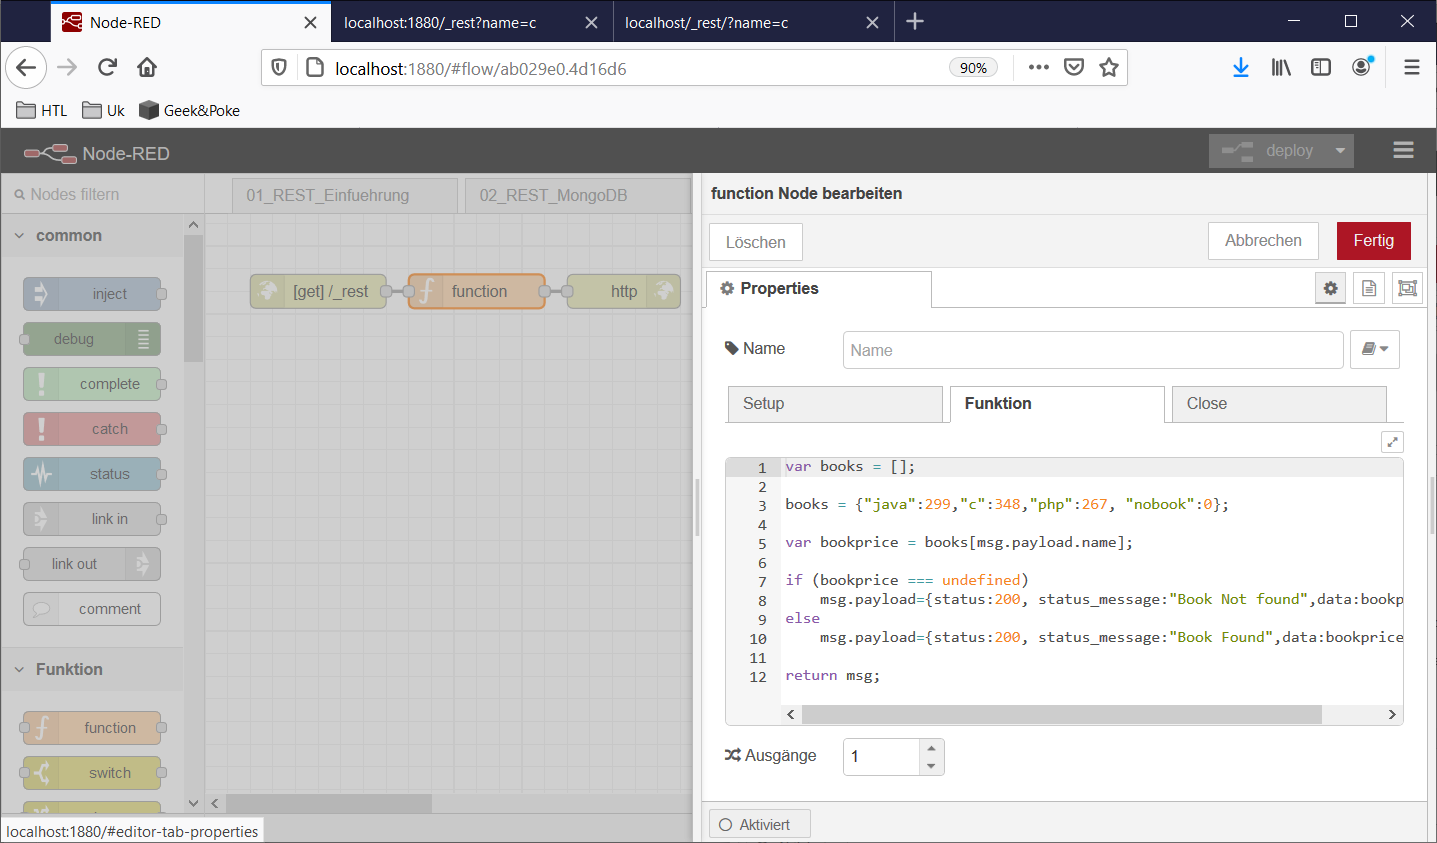 Node-RED
localhost:1880/_rest?name=c
localhost/_rest/?name=c
localhost:1880/#flow/ab029e0.4d16d6
90%
HTL
Uk
Geek&Poke
Node-RED
deploy
Nodes filtern
01_REST_Einfuehrung
02_REST_MongoDB
common
inject
debug
complete
catch
status
link in
link out
comment
Funktion
function
switch
[get] /_rest
function
http
function Node bearbeiten
Löschen
Abbrechen
Fertig
Properties
Name
Name
Setup
Funktion
Close
1 var books = [];
2
3 books = {"java":299,"c":348,"php":267, "nobook":0};
4
5 var bookprice = books[msg.payload.name];
6
7 if (bookprice === undefined)
8 msg.payload={status:200, status_message:"Book Not found",data:bookp
9 else
10 msg.payload={status:200, status_message:"Book Found",data:bookprice
11
12 return msg;
Ausgänge
1
Aktiviert
localhost:1880/#editor-tab-properties